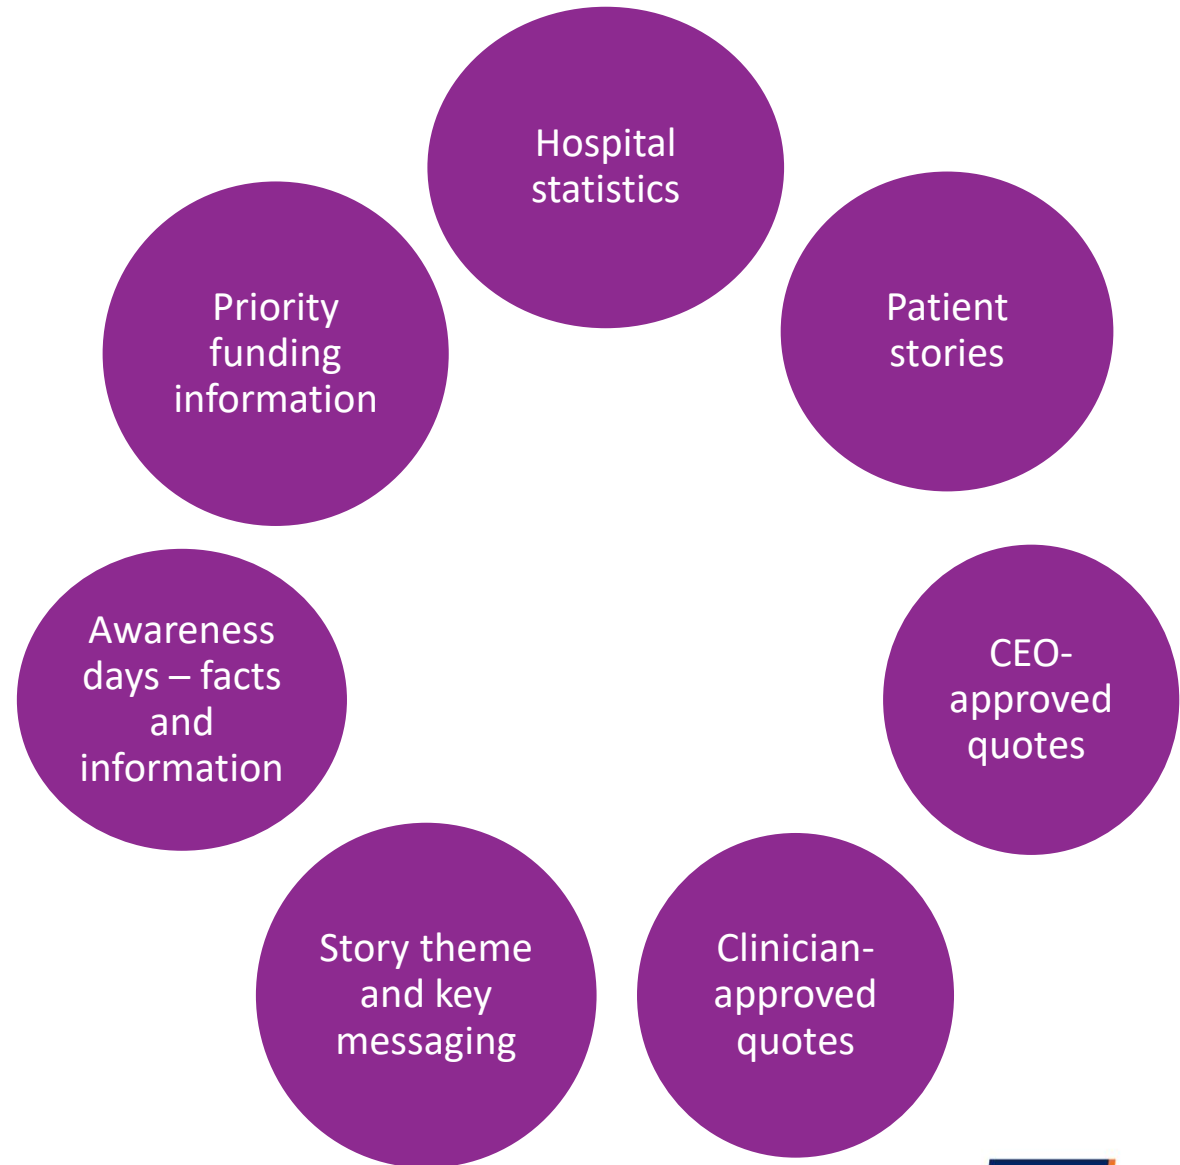 Hospital
statistics
Patient
stories
CEO-
approved
quotes
Clinician-
approved
quotes
Story theme
and key
messaging
Awareness
days – facts
and
information
Priority
funding
information